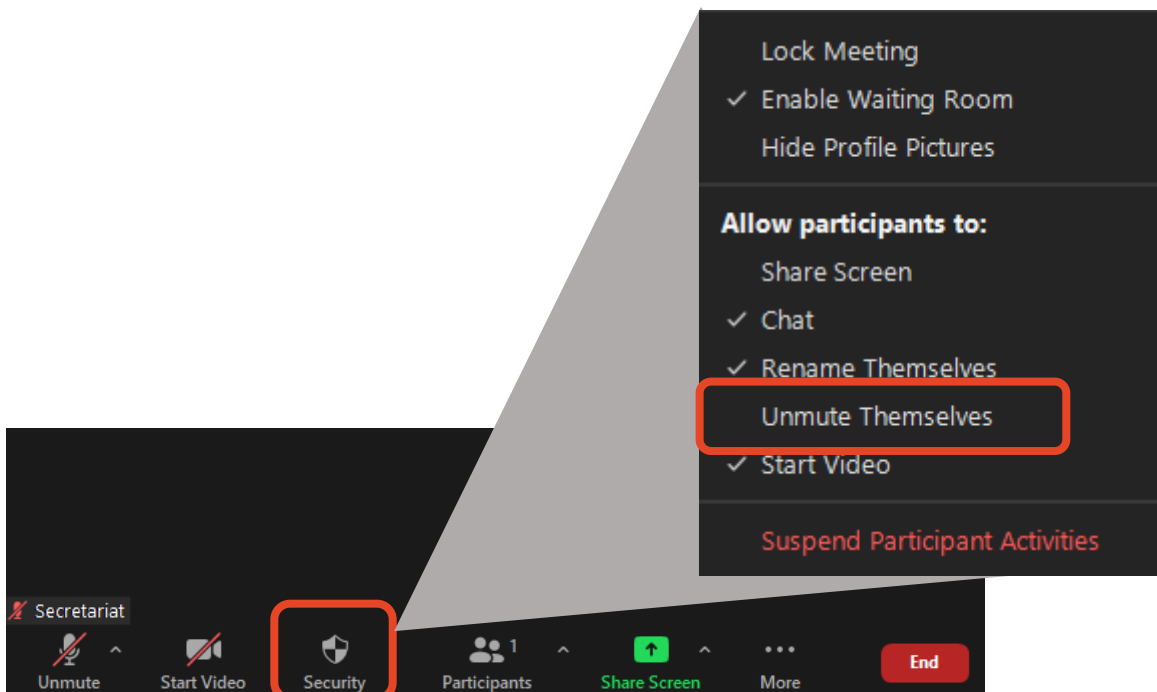 Lock Meeting
✓ Enable Waiting Room
Hide Profile Pictures
Allow participants to:
Share Screen
✓ Chat
✓ Rename Themselves
Unmute Themselves
✓ Start Video
Suspend Participant Activities
Secretariat
Unmute
Start Video
Security
Participants 1
Share Screen
More
End